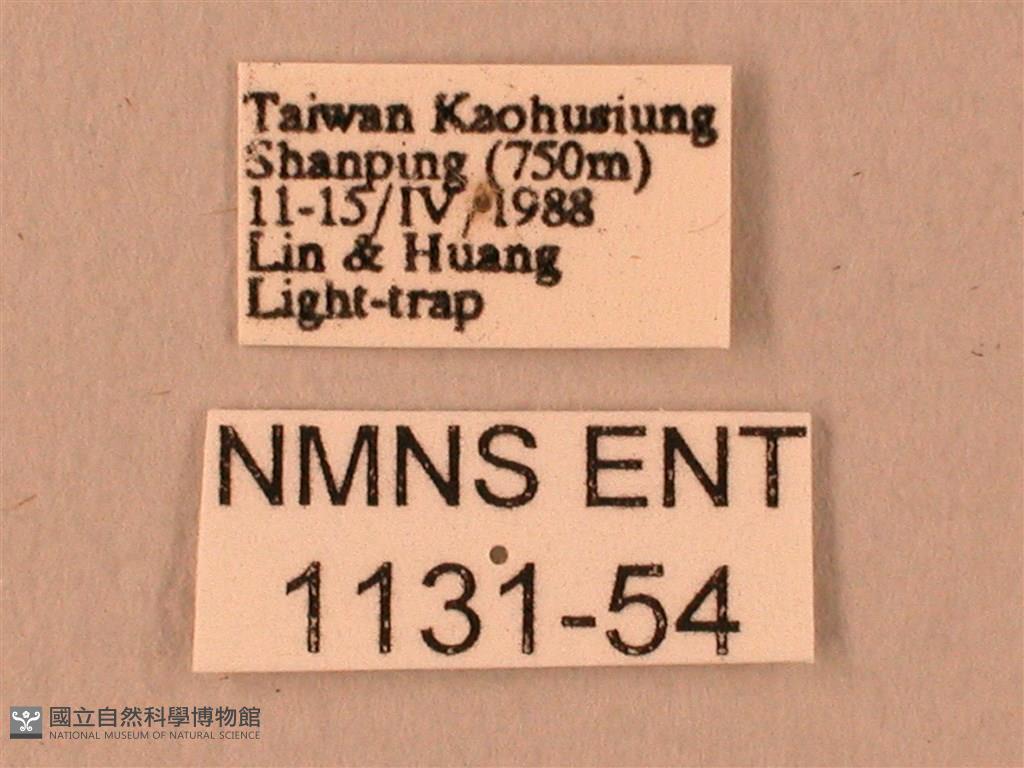 Taiwan Kaohusiung
Shanping (750m)
11-15/IV/1988
Lin & Huang
Light-trap
NMNS ENT
1131-54
國立自然科學博物館
NATIONAL MUSEUM OF NATURAL SCIENCE